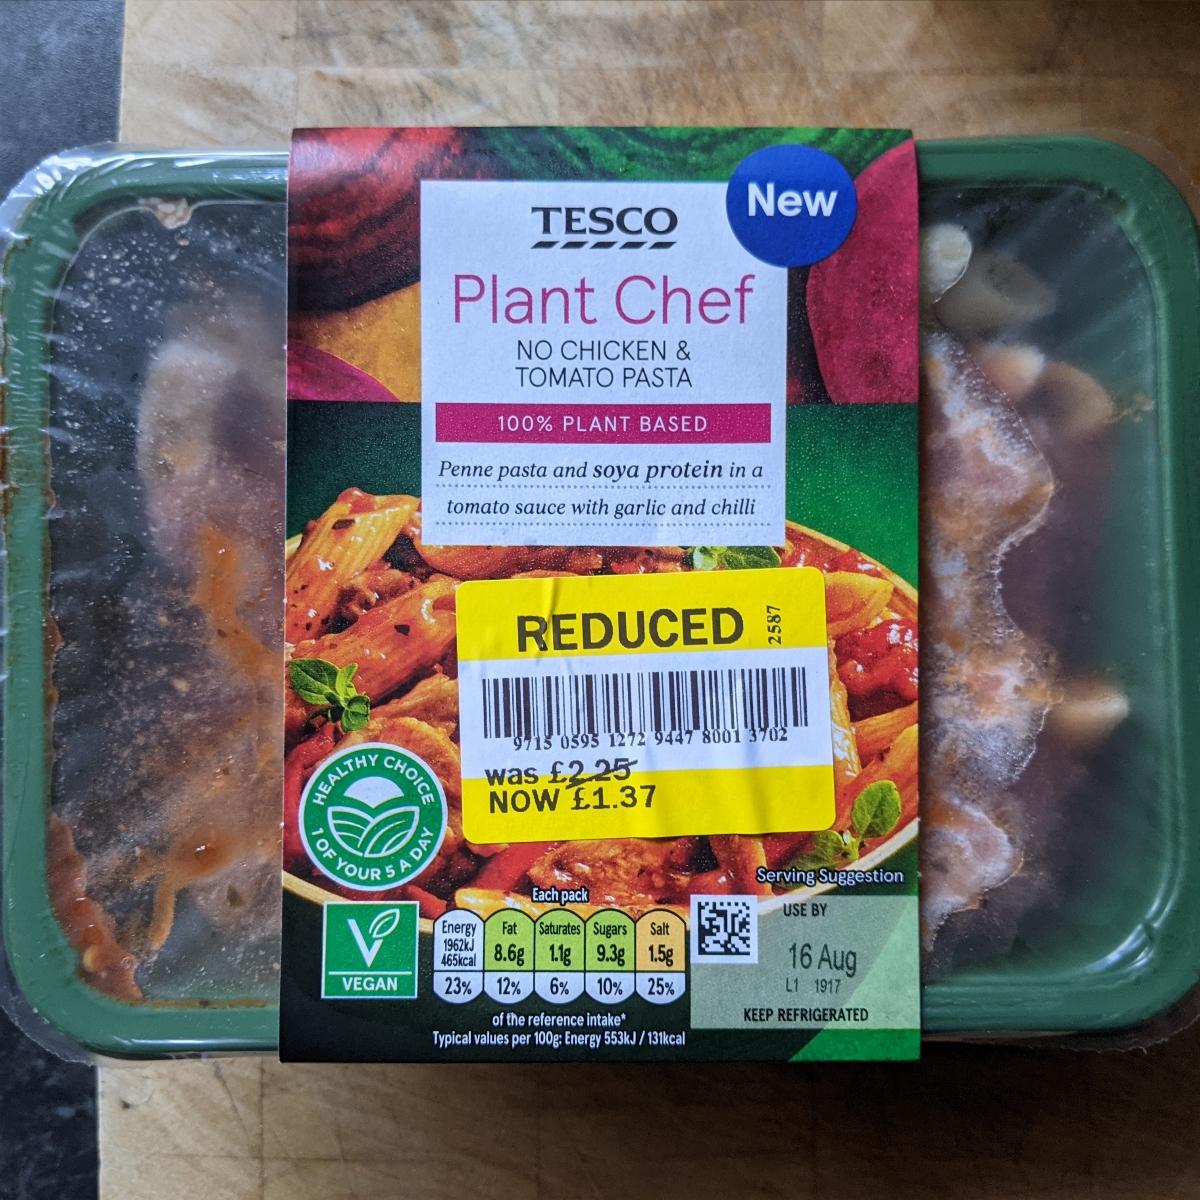 New
TESCO
Plant Chef
NO CHICKEN &
TOMATO PASTA
100% PLANT BASED
Penne pasta and soya protein in a
tomato sauce with garlic and chilli
REDUCED
2587
9715 0595 1272 9447 8001 3702
was £2.25
NOW £1.37
HEALTHY CHOICE
1 OF YOUR 5 A DAY
Serving Suggestion
V
VEGAN
Each pack
Energy 1962kJ 465kcal 23%
Fat 8.6g 12%
Saturates 1.1g 6%
Sugars 9.3g 10%
Salt 1.5g 25%
of the reference intake*
Typical values per 100g: Energy 553kJ / 131kcal
USE BY
16 Aug
L1 1917
KEEP REFRIGERATED